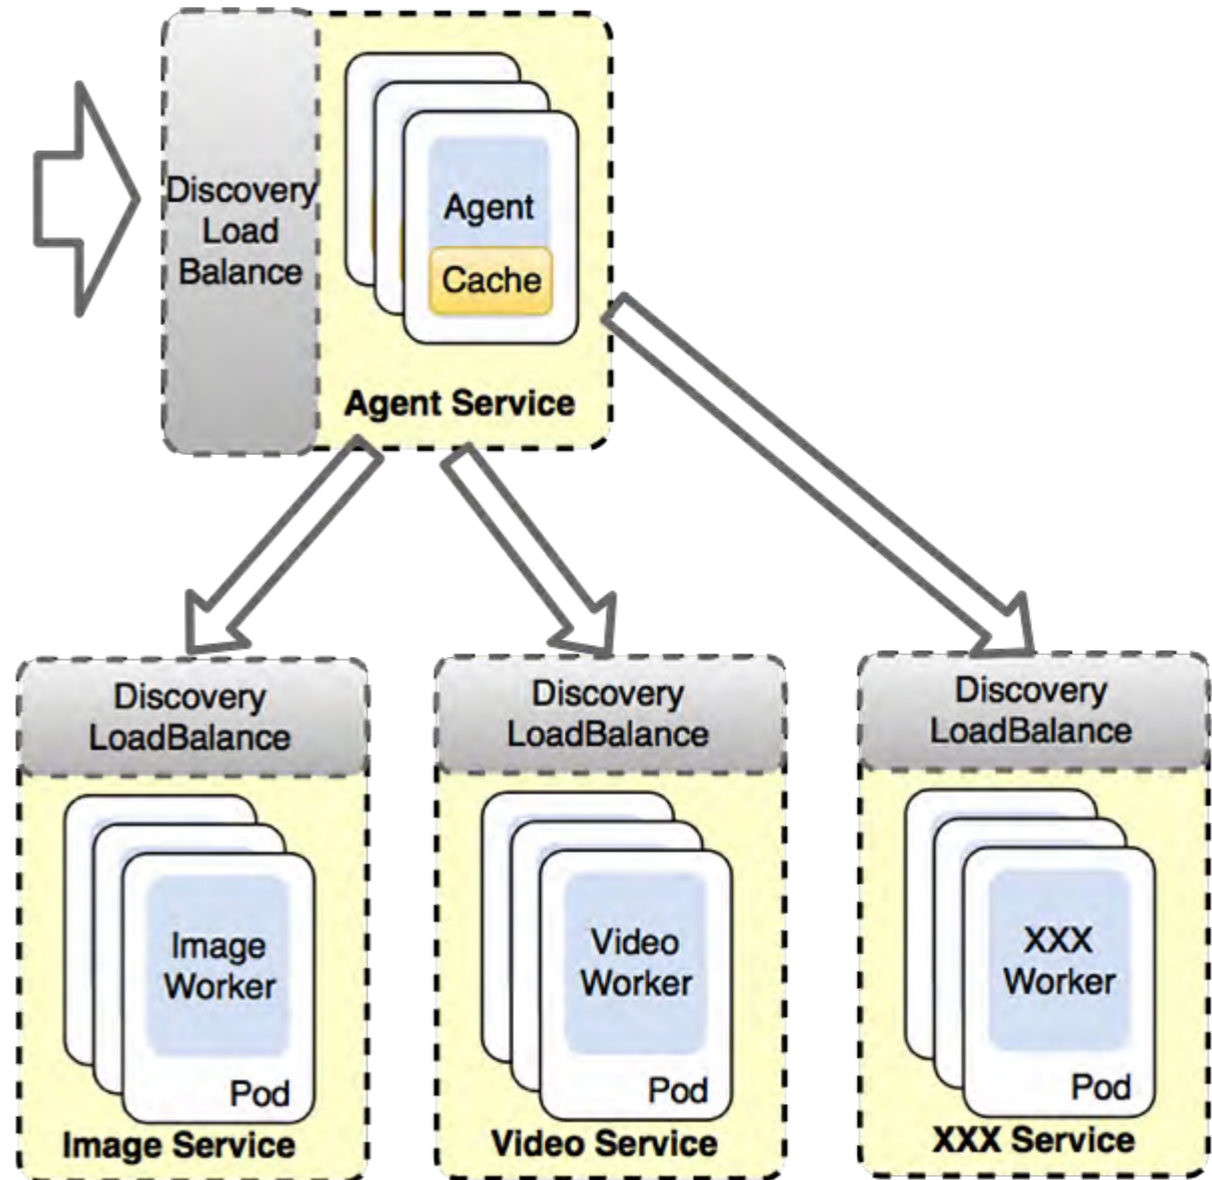 Discovery
Load
Balance
Agent
Cache
Agent Service
Discovery
LoadBalance
Image
Worker
Pod
Image Service
Discovery
LoadBalance
Video
Worker
Pod
Video Service
Discovery
LoadBalance
XXX
Worker
Pod
XXX Service